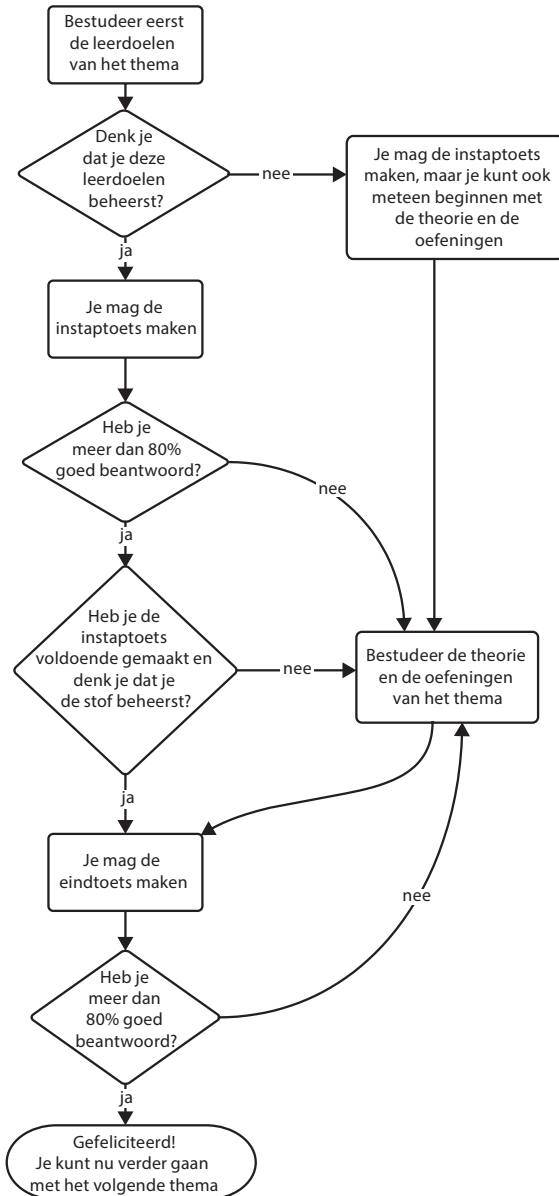 Bestudeer eerst
de leerdoelen
van het thema
Denk je
dat je deze
leerdoelen
beheerst?
nee
Je mag de instaptoets
maken, maar je kunt ook
meteen beginnen met
de theorie en de
oefeningen
ja
Je mag de
instaptoets maken
Heb je
meer dan 80%
goed beantwoord?
nee
ja
Heb je de
instaptoets
voldoende gemaakt en
denk je dat je
de stof beheerst?
nee
Bestudeer de theorie
en de oefeningen
van het thema
ja
Je mag de
eindtoets maken
nee
Heb je
meer dan
80% goed
beantwoord?
ja
Gefeliciteerd!
Je kunt nu verder gaan
met het volgende thema